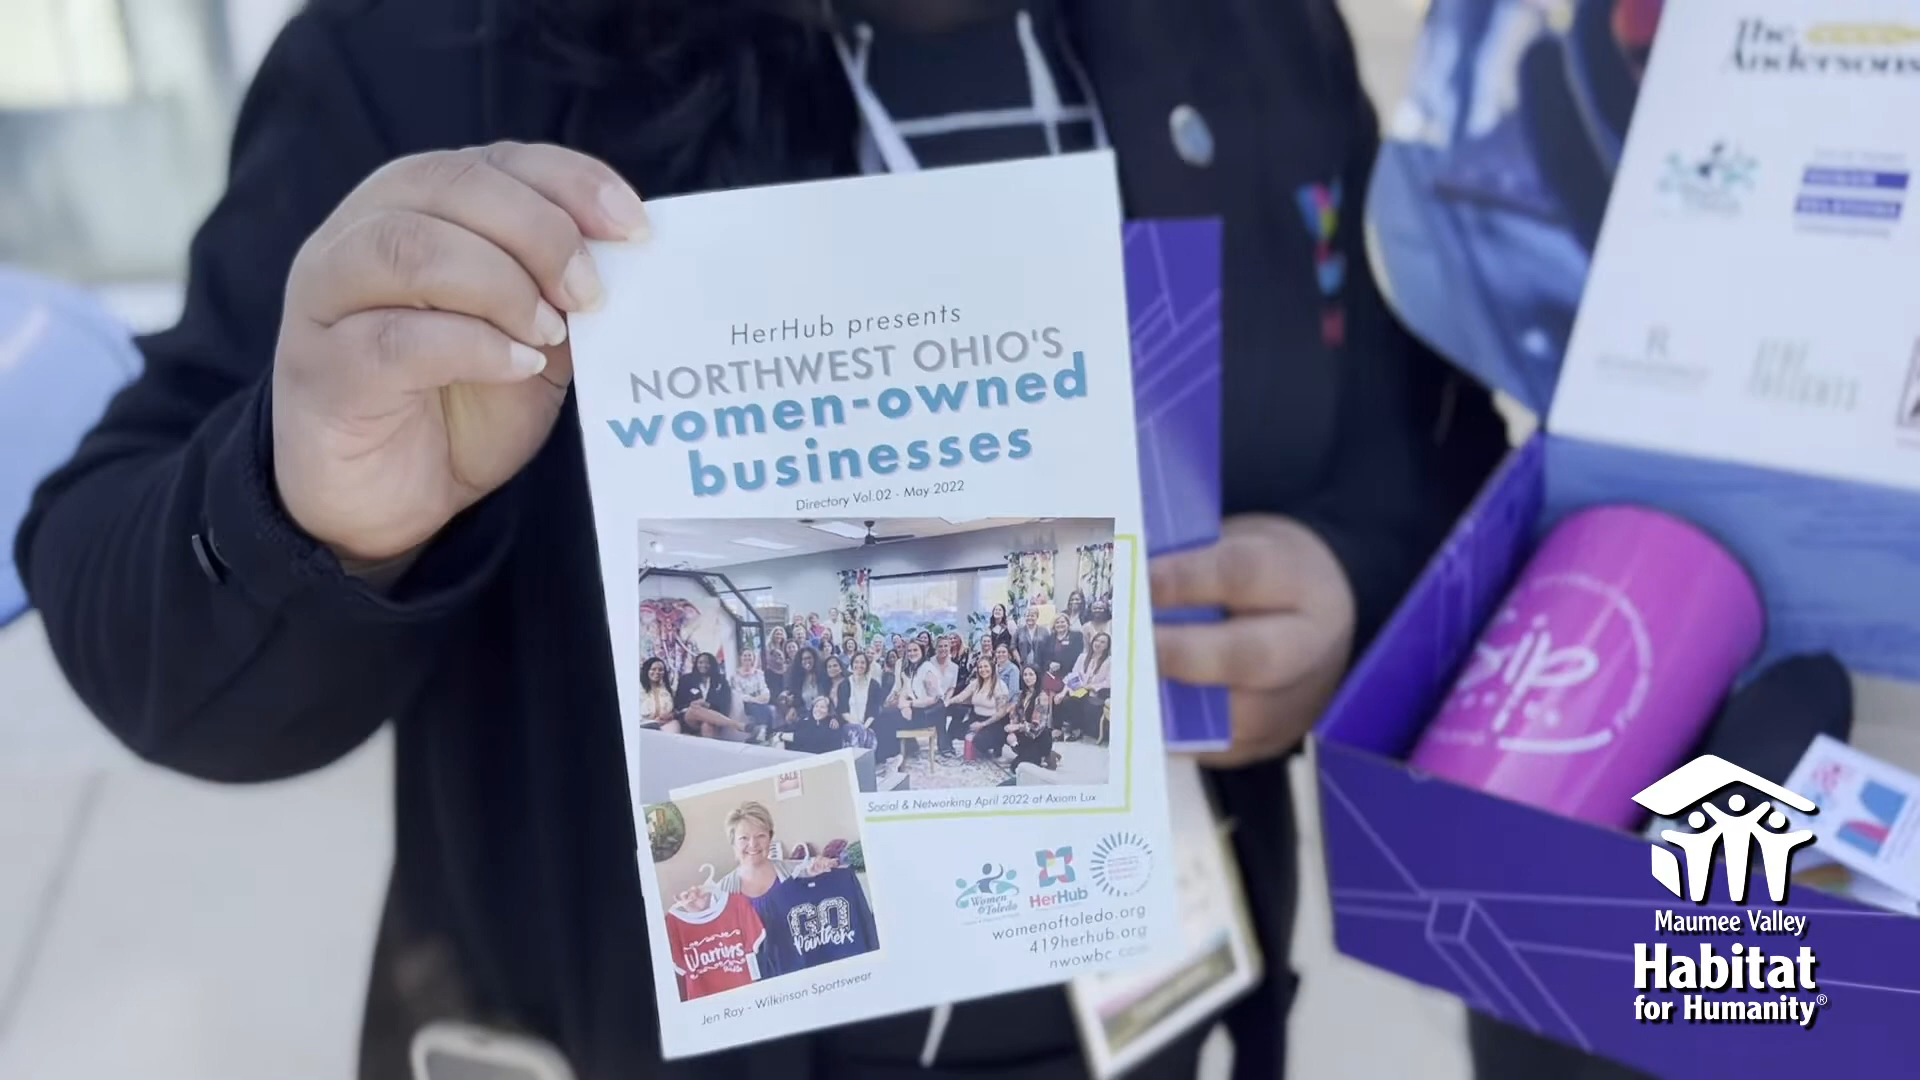 HerHub presents
NORTHWEST OHIO'S
women-owned
businesses
Directory Vol.02 - May 2022
Social & Networking April 2022 at Axiom Lux
SALE
GO
Panthers
Warriors
Jen Ray - Wilkinson Sportswear
Women
of Toledo
HerHub
womenoftoledo.org
419herhub.org
nwowbc.com
The
Andersons
Sip
Maumee Valley
Habitat
for Humanity®